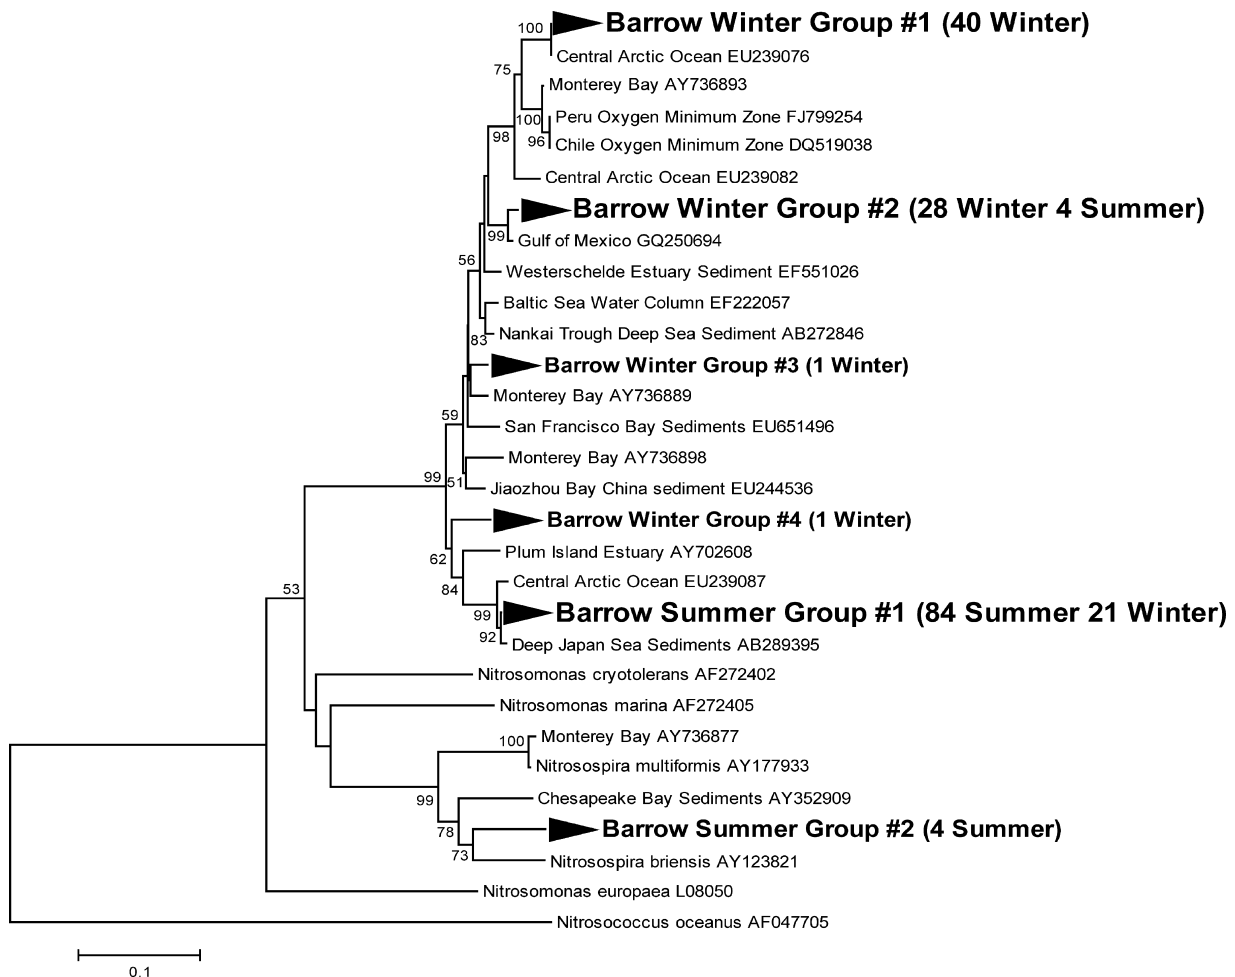 Barrow Winter Group #1 (40 Winter)
100
Central Arctic Ocean EU239076
75
Monterey Bay AY736893
Peru Oxygen Minimum Zone FJ799254
100
98
96
Chile Oxygen Minimum Zone DQ519038
Central Arctic Ocean EU239082
Barrow Winter Group #2 (28 Winter 4 Summer)
99
Gulf of Mexico GQ250694
56
Westerschelde Estuary Sediment EF551026
Baltic Sea Water Column EF222057
Nankai Trough Deep Sea Sediment AB272846
83
Barrow Winter Group #3 (1 Winter)
Monterey Bay AY736889
59
San Francisco Bay Sediments EU651496
Monterey Bay AY736898
99
51
Jiaozhou Bay China sediment EU244536
Barrow Winter Group #4 (1 Winter)
62
Plum Island Estuary AY702608
Central Arctic Ocean EU239087
84
53
99
Barrow Summer Group #1 (84 Summer 21 Winter)
92
Deep Japan Sea Sediments AB289395
Nitrosomonas cryotolerans AF272402
Nitrosomonas marina AF272405
100
Monterey Bay AY736877
Nitrosospira multiformis AY177933
99
Chesapeake Bay Sediments AY352909
78
Barrow Summer Group #2 (4 Summer)
73
Nitrosospira briensis AY123821
Nitrosomonas europaea L08050
Nitrosococcus oceanus AF047705
0.1